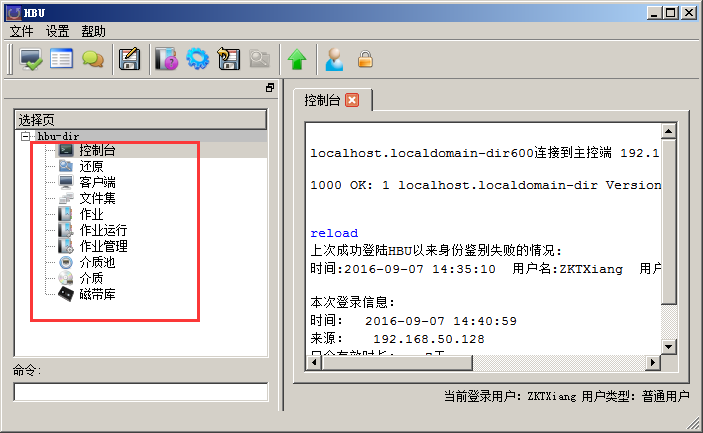 HBU
文件 设置 帮助
选择页
hbu-dir
控制台
还原
客户端
文件集
作业
作业运行
作业管理
介质池
介质
磁带库
命令:
控制台
localhost.localdomain-dir600连接到主控端 192.1
1000 OK: 1 localhost.localdomain-dir Version
reload
上次成功登陆HBU以来身份鉴别失败的情况:
时间:2016-09-07 14:35:10 用户名:ZKTXiang 用户
本次登录信息:
时间: 2016-09-07 14:40:59
来源: 192.168.50.128
当前登录用户: ZKTXiang 用户类型: 普通用户